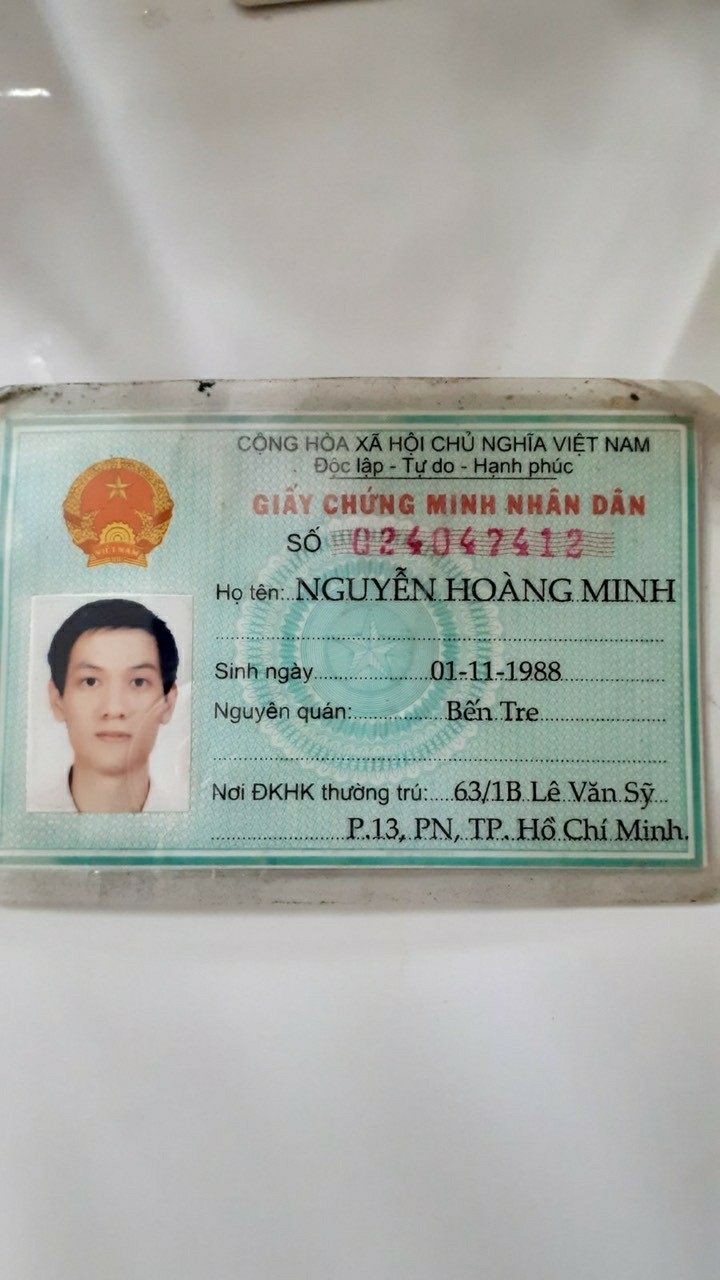 CỘNG HÒA XÃ HỘI CHỦ NGHĨA VIỆT NAM
Độc lập - Tự do - Hạnh phúc
GIẤY CHỨNG MINH NHÂN DÂN
SỐ 024047412
Họ tên: NGUYỄN HOÀNG MINH
Sinh ngày 01-11-1988
Nguyên quán: Bến Tre
Nơi ĐKHK thường trú: 63/1B Lê Văn Sỹ
P.13, PN, TP. Hồ Chí Minh.
VIỆT NAM